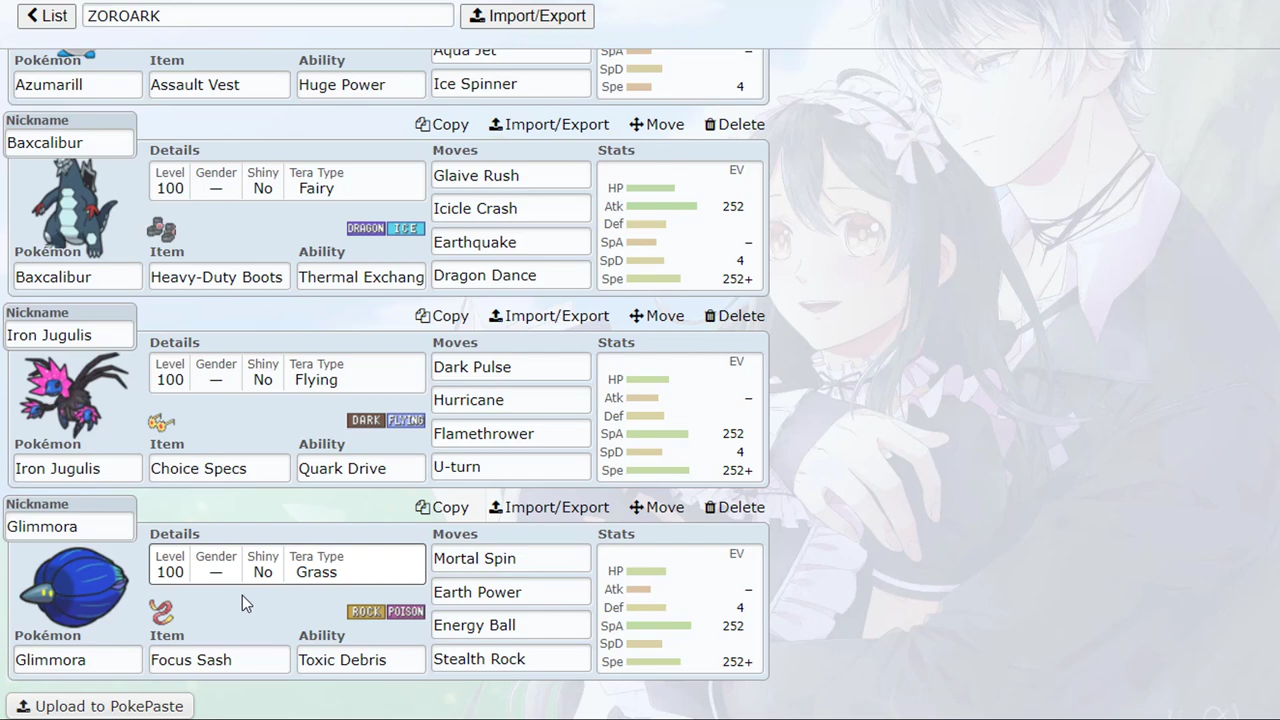 List
ZOROARK
Import/Export
Pokémon Item Ability
Azumarill Assault Vest Huge Power
Aqua Jet
Ice Spinner
SpA –
SpD
Spe 4
Nickname
Baxcalibur
Copy Import/Export Move Delete
Details
Level Gender Shiny Tera Type
100 — No Fairy
DRAGON ICE
Pokémon Item Ability
Baxcalibur Heavy-Duty Boots Thermal Exchang
Moves
Glaive Rush
Icicle Crash
Earthquake
Dragon Dance
Stats
EV
HP
Atk 252
Def
SpA –
SpD 4
Spe 252+
Nickname
Iron Jugulis
Copy Import/Export Move Delete
Details
Level Gender Shiny Tera Type
100 — No Flying
DARK FLYING
Pokémon Item Ability
Iron Jugulis Choice Specs Quark Drive
Moves
Dark Pulse
Hurricane
Flamethrower
U-turn
Stats
EV
HP
Atk –
Def
SpA 252
SpD 4
Spe 252+
Nickname
Glimmora
Copy Import/Export Move Delete
Details
Level Gender Shiny Tera Type
100 — No Grass
ROCK POISON
Pokémon Item Ability
Glimmora Focus Sash Toxic Debris
Moves
Mortal Spin
Earth Power
Energy Ball
Stealth Rock
Stats
EV
HP
Atk –
Def 4
SpA 252
SpD
Spe 252+
Upload to PokePaste